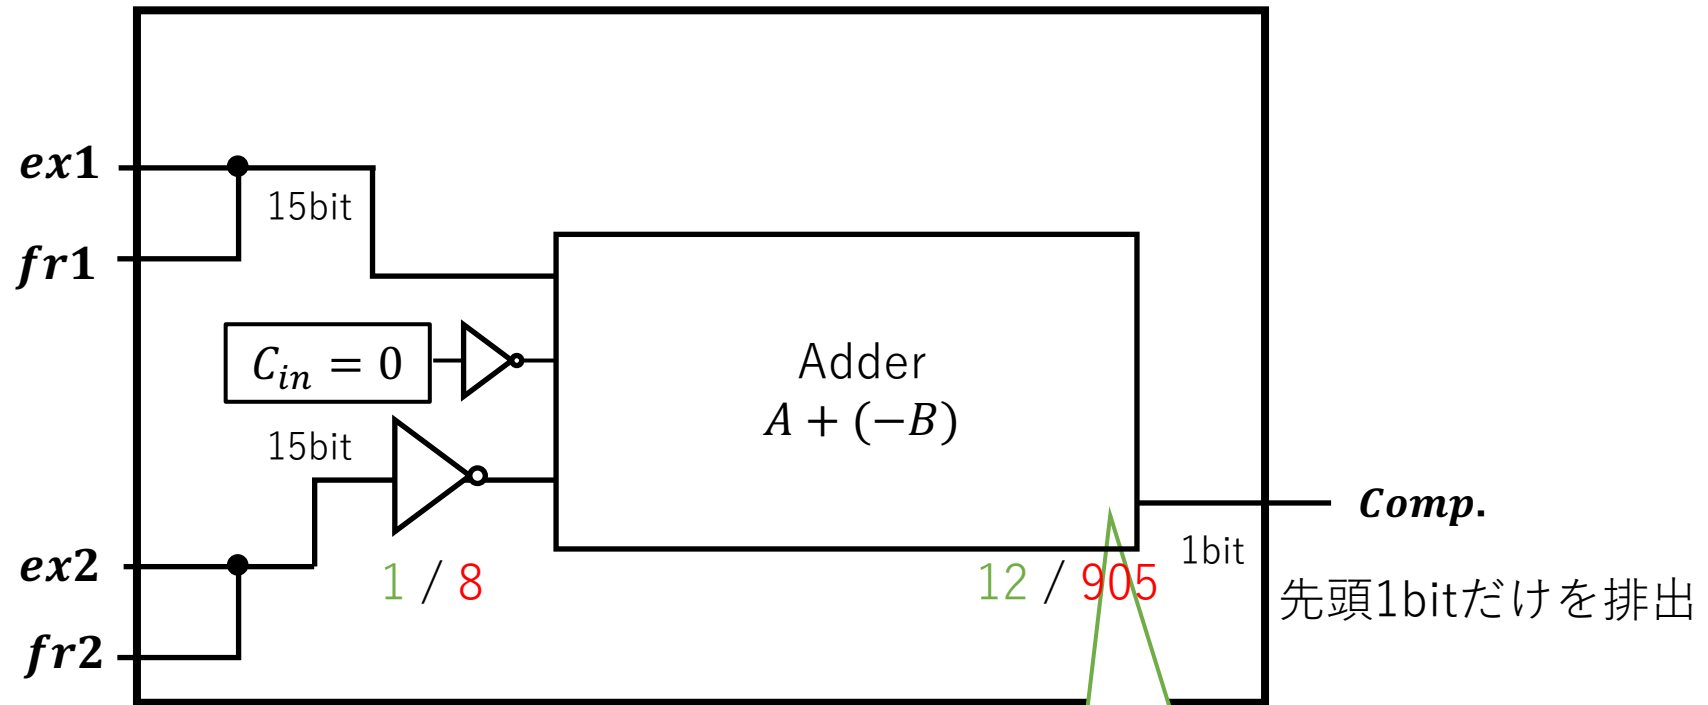 ex1
15bit
fr1
C_in = 0
Adder
A + (−B)
15bit
Comp.
ex2
1 / 8
12 / 905
1bit
先頭1bitだけを排出
fr2